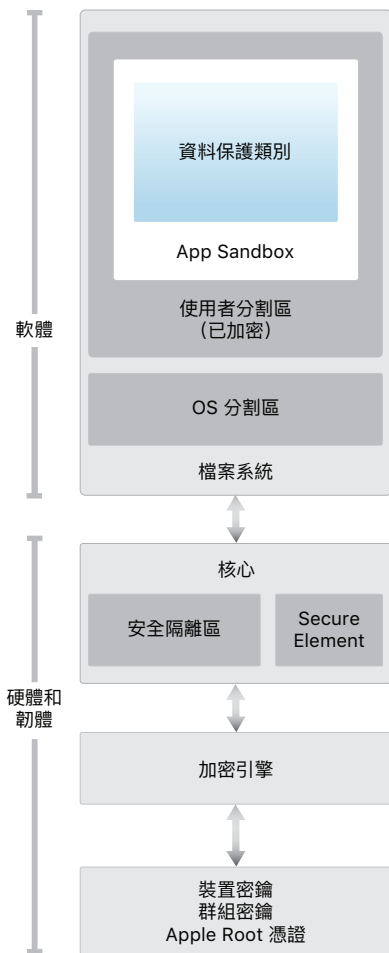 資料保護類別
App Sandbox
使用者分割區
（已加密）
軟體
OS 分割區
檔案系統
核心
安全隔離區
Secure
Element
硬體和
韌體
加密引擎
裝置密鑰
群組密鑰
Apple Root 憑證